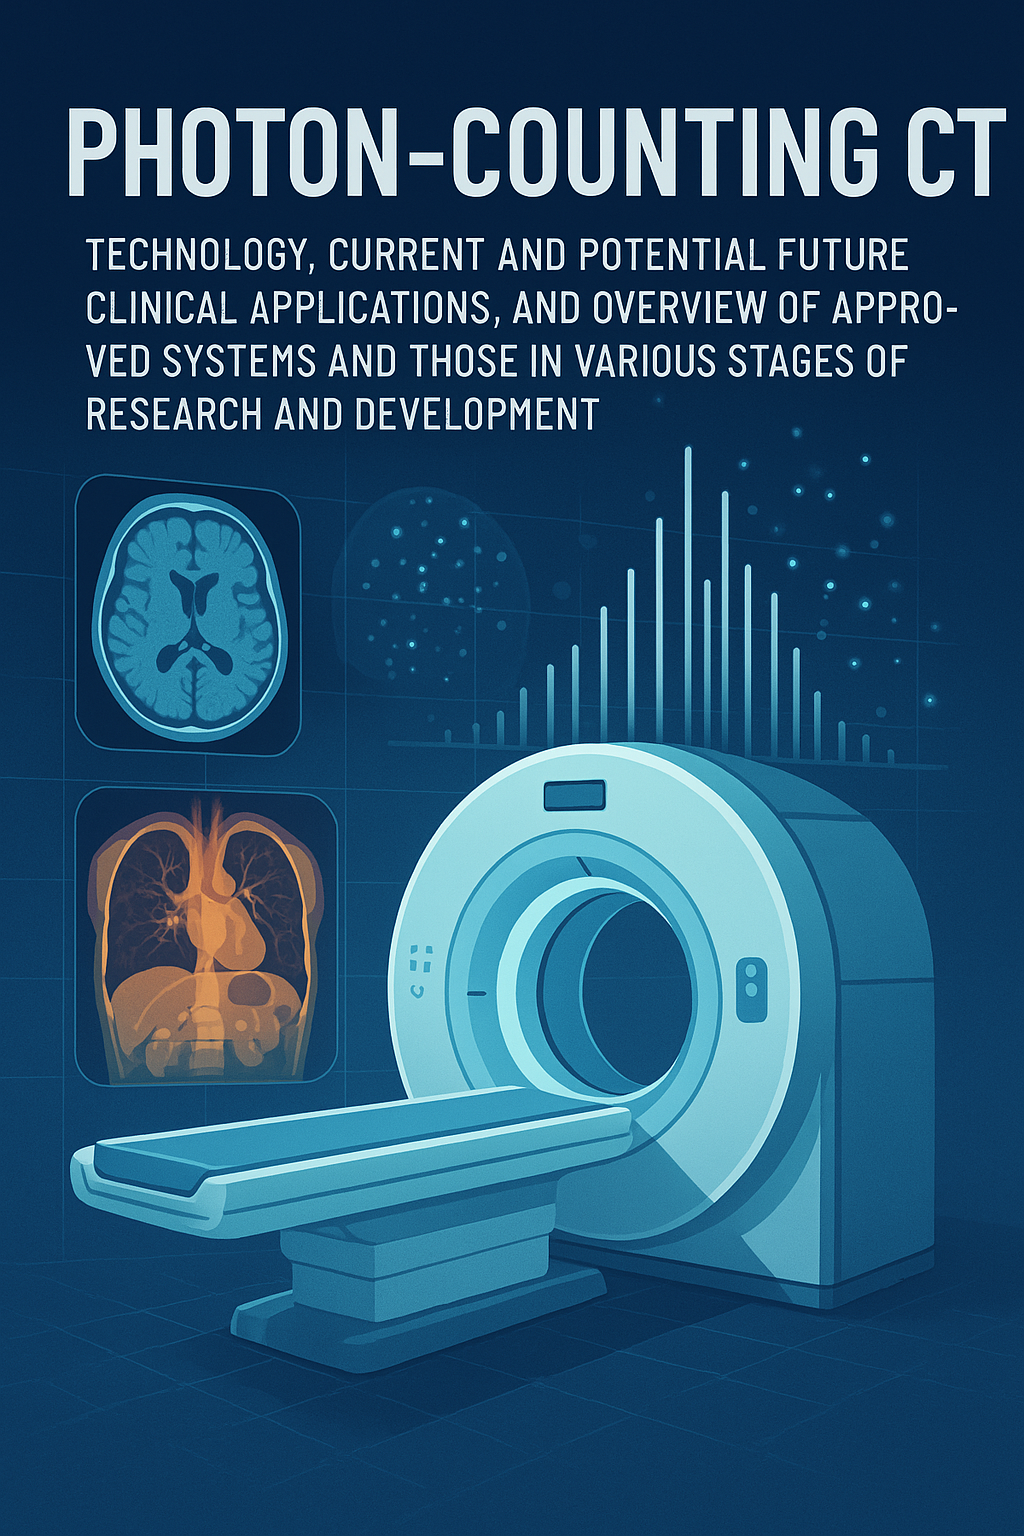 PHOTON-COUNTING CT
TECHNOLOGY, CURRENT AND POTENTIAL FUTURE
CLINICAL APPLICATIONS, AND OVERVIEW OF APPRO-
VED SYSTEMS AND THOSE IN VARIOUS STAGES OF
RESEARCH AND DEVELOPMENT